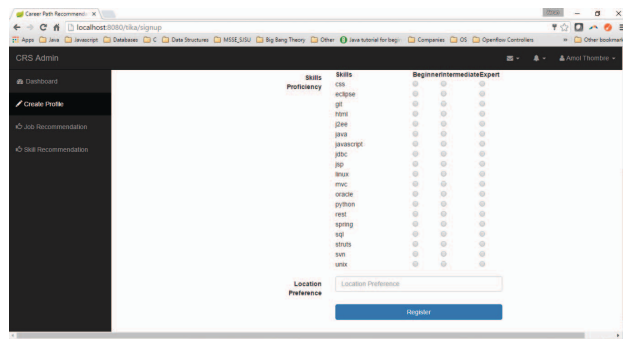 Career Path Recommend
localhost:8080/tika/signup
Apps Java Javascript Databases C Data Structures MSSE_SJSU Big Bang Theory Other Java tutorial for begin Companies OS Openflow Controllers Other bookmark
CRS Admin
Amol Thombre
Dashboard
Create Profile
Job Recommendation
Skill Recommendation
Skills Proficiency
Skills Beginner Intermediate Expert
css
eclipse
git
html
j2ee
java
javascript
jdbc
jsp
linux
mvc
oracle
python
rest
spring
sql
struts
svn
unix
Location Preference
Location Preference
Register